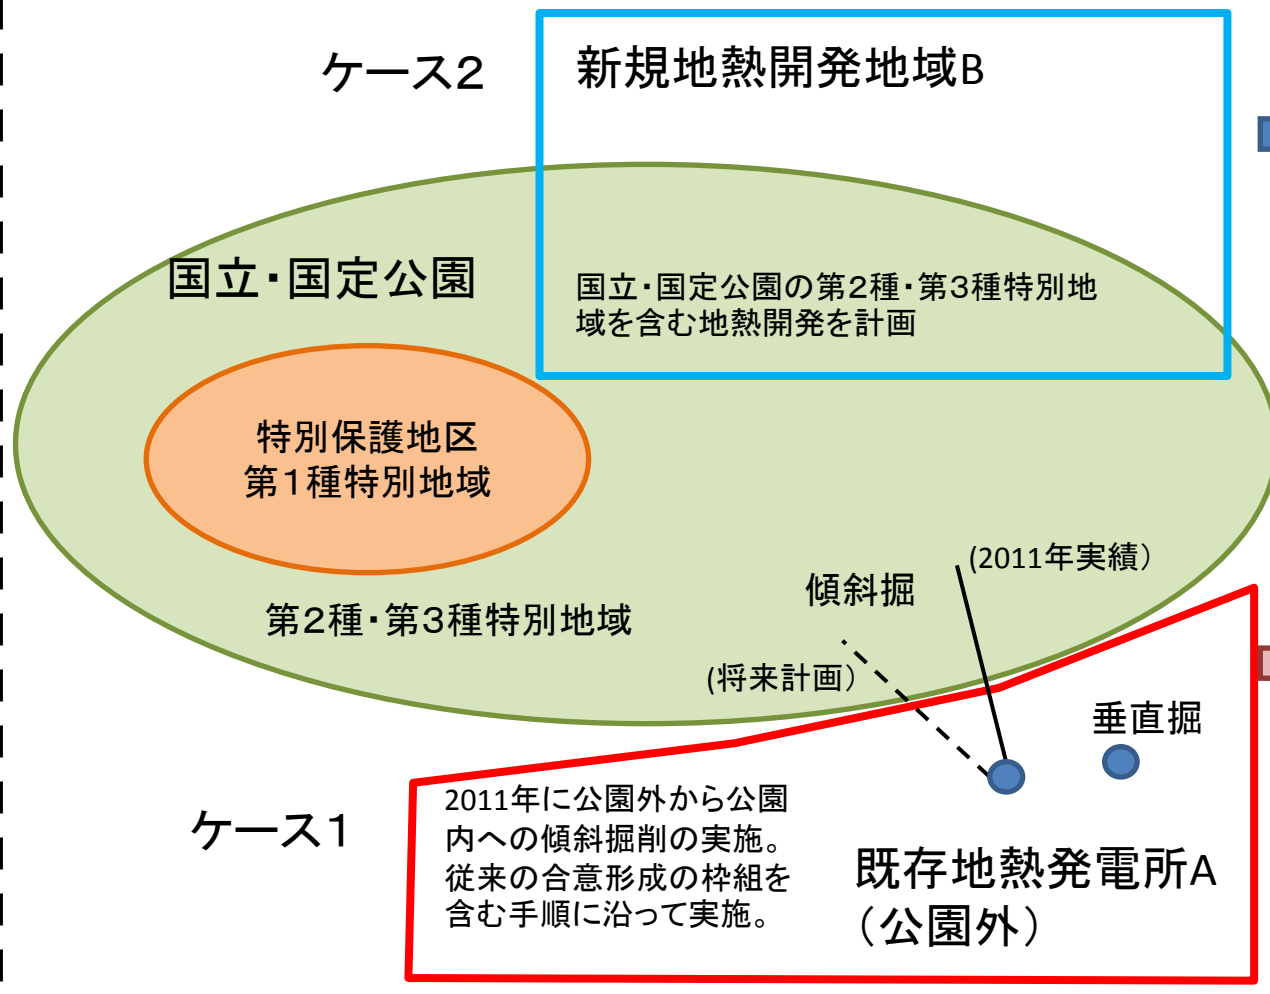 ケース2
新規地熱開発地域B
国立・国定公園
国立・国定公園の第2種・第3種特別地
域を含む地熱開発を計画
特別保護地区
第1種特別地域
第2種・第3種特別地域
(2011年実績)
傾斜掘
(将来計画)
垂直掘
ケース1
2011年に公園外から公園
内への傾斜掘削の実施。
従来の合意形成の枠組を
含む手順に沿って実施。
既存地熱発電所A
(公園外)